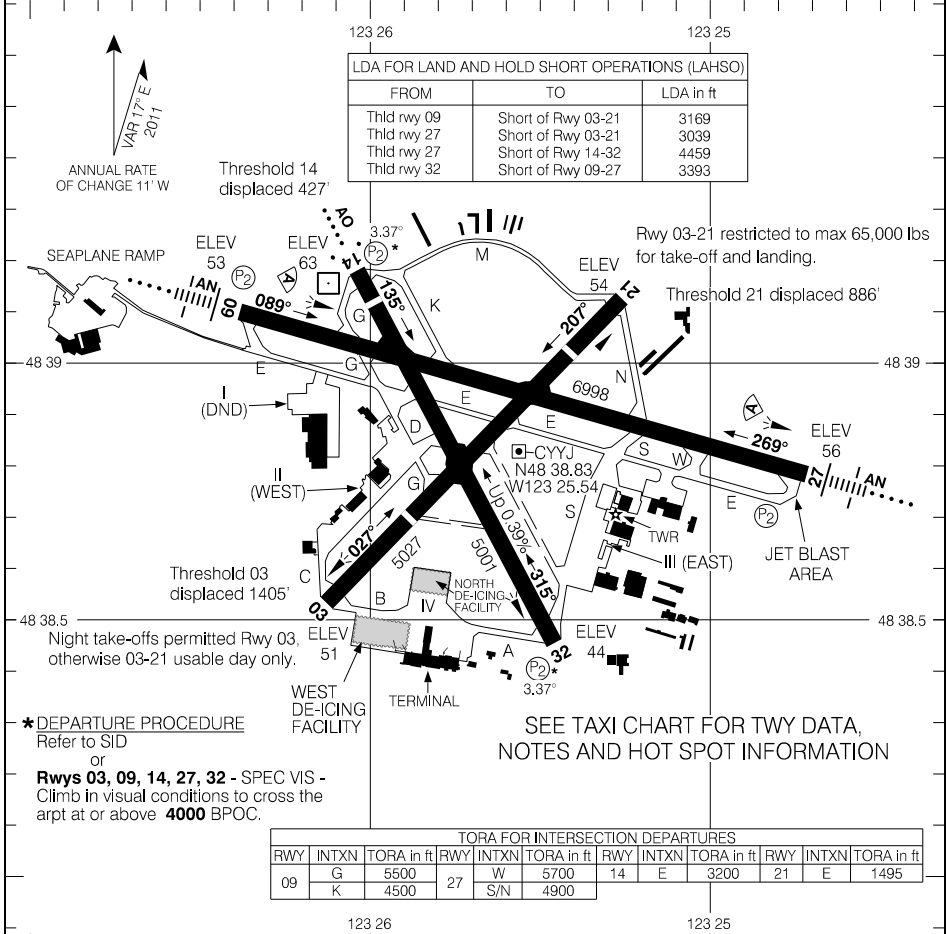 123 26
123 25
VAR 17° E
2011
ANNUAL RATE
OF CHANGE 11' W
LDA FOR LAND AND HOLD SHORT OPERATIONS (LAHSO)
FROM TO LDA in ft
Thld rwy 09 Short of Rwy 03-21 3169
Thld rwy 27 Short of Rwy 03-21 3039
Thld rwy 27 Short of Rwy 14-32 4459
Thld rwy 32 Short of Rwy 09-27 3393
Threshold 14
displaced 427'
AO
3.37°
P2 *
14
135°
SEAPLANE RAMP
ELEV
53
P2
ELEV
63
A
M
Rwy 03-21 restricted to max 65,000 lbs
for take-off and landing.
ELEV
54
21
207°
Threshold 21 displaced 886'
AN
09
089°
G
K
48 39
48 39
E
G
E
E
6998
N
I
(DND)
D
A
269°
ELEV
56
27
AN
II
(WEST)
G
CYYJ
N48 38.83
W123 25.54
S
W
E
P2
S
TWR
III (EAST)
JET BLAST
AREA
Up 0.39%
315°
027°
5027
5001
Threshold 03
displaced 1405'
C
03
B
IV
NORTH
DE-ICING
FACILITY
48 38.5
48 38.5
Night take-offs permitted Rwy 03,
otherwise 03-21 usable day only.
ELEV
51
A
32
ELEV
44
P2 *
3.37°
WEST
DE-ICING
FACILITY
TERMINAL
SEE TAXI CHART FOR TWY DATA,
NOTES AND HOT SPOT INFORMATION
* DEPARTURE PROCEDURE
Refer to SID
or
Rwys 03, 09, 14, 27, 32 - SPEC VIS -
Climb in visual conditions to cross the
arpt at or above 4000 BPOC.
TORA FOR INTERSECTION DEPARTURES
RWY INTXN TORA in ft RWY INTXN TORA in ft RWY INTXN TORA in ft RWY INTXN TORA in ft
09 G 5500 27 W 5700 14 E 3200 21 E 1495
K 4500 S/N 4900
123 26
123 25